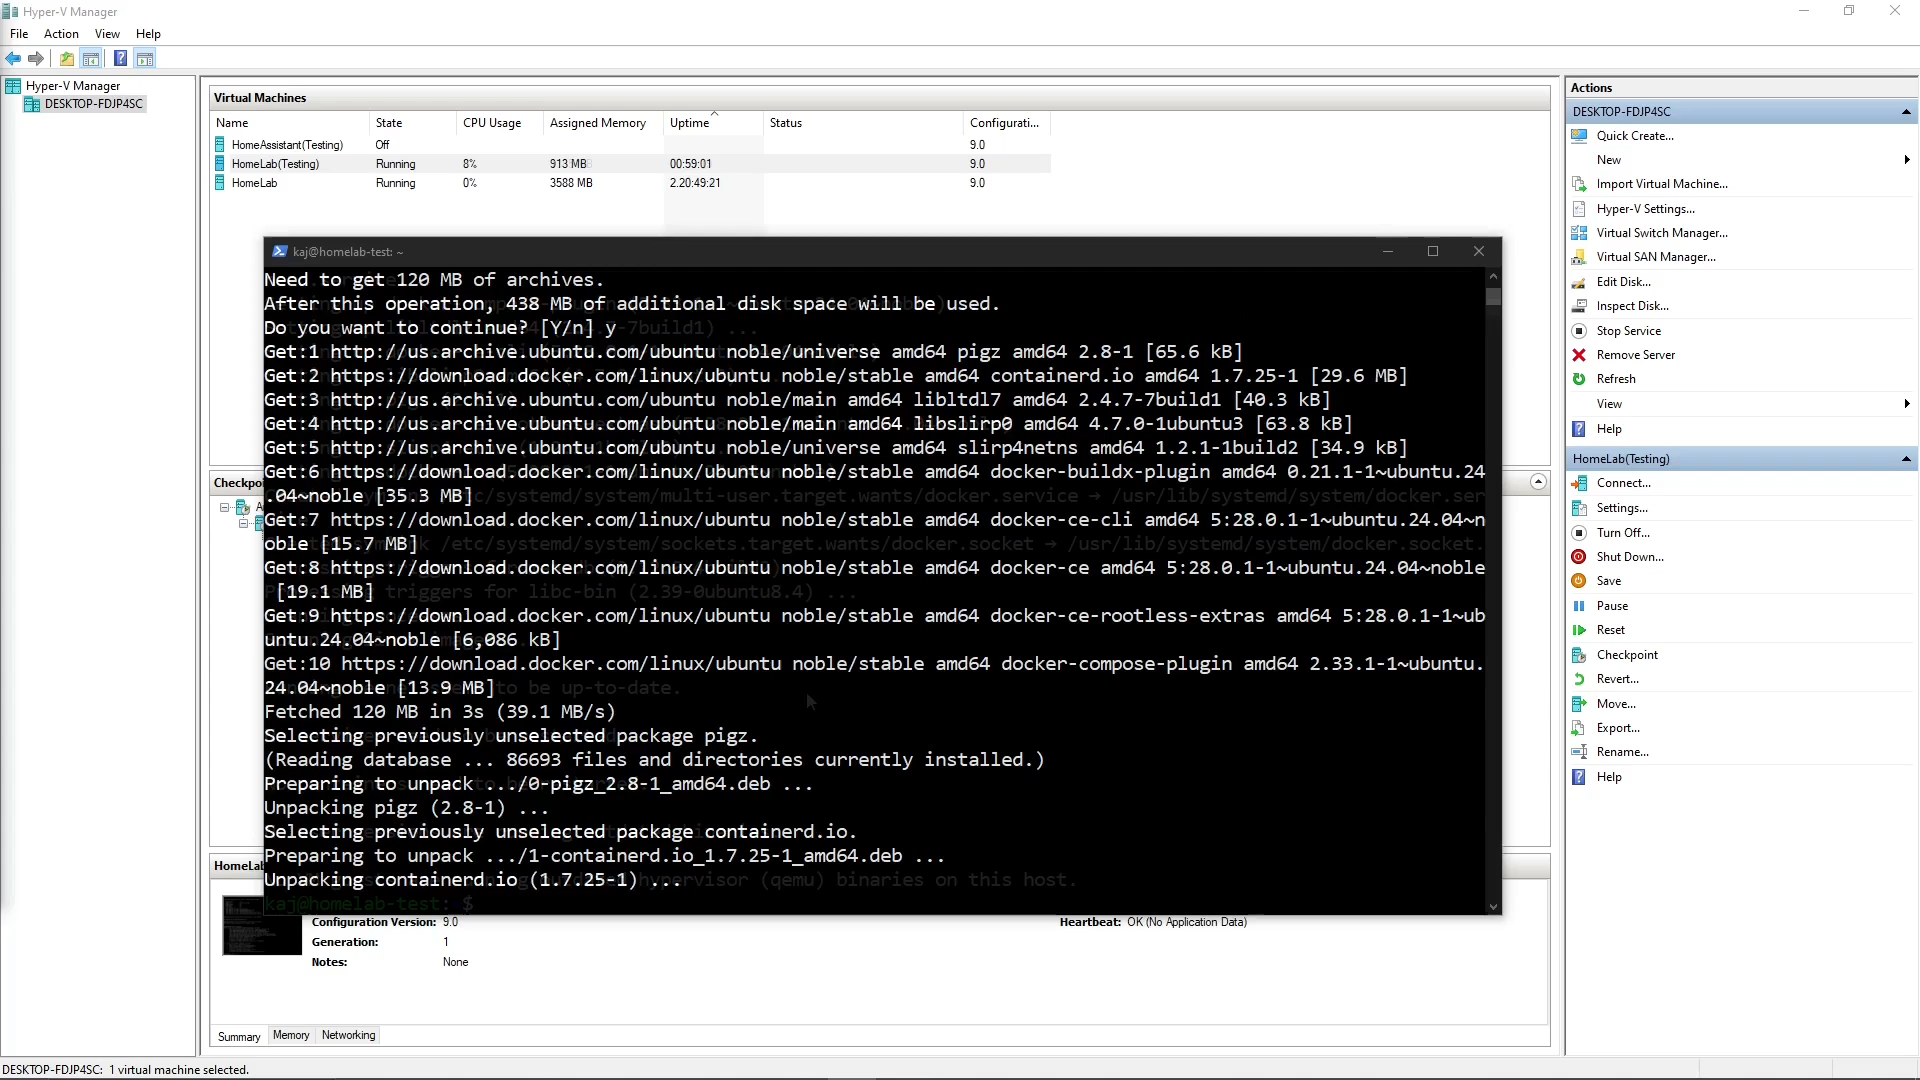 Hyper-V Manager
File Action View Help
Hyper-V Manager
DESKTOP-FDJP4SC
Virtual Machines
Name State CPU Usage Assigned Memory Uptime Status Configurati...
HomeAssistant(Testing) Off 9.0
HomeLab(Testing) Running 8% 913 MB 00:59:01 9.0
HomeLab Running 0% 3588 MB 2.20:49:21 9.0
kaj@homelab-test: ~
Need to get 120 MB of archives.
After this operation, 438 MB of additional disk space will be used.
Do you want to continue? [Y/n] y
Get:1 http://us.archive.ubuntu.com/ubuntu noble/universe amd64 pigz amd64 2.8-1 [65.6 kB]
Get:2 https://download.docker.com/linux/ubuntu noble/stable amd64 containerd.io amd64 1.7.25-1 [29.6 MB]
Get:3 http://us.archive.ubuntu.com/ubuntu noble/main amd64 libltdl7 amd64 2.4.7-7build1 [40.3 kB]
Get:4 http://us.archive.ubuntu.com/ubuntu noble/main amd64 libslirp0 amd64 4.7.0-1ubuntu3 [63.8 kB]
Get:5 http://us.archive.ubuntu.com/ubuntu noble/universe amd64 slirp4netns amd64 1.2.1-1build2 [34.9 kB]
Get:6 https://download.docker.com/linux/ubuntu noble/stable amd64 docker-buildx-plugin amd64 0.21.1-1~ubuntu.24
.04~noble [35.3 MB]
Get:7 https://download.docker.com/linux/ubuntu noble/stable amd64 docker-ce-cli amd64 5:28.0.1-1~ubuntu.24.04~n
oble [15.7 MB]
Get:8 https://download.docker.com/linux/ubuntu noble/stable amd64 docker-ce amd64 5:28.0.1-1~ubuntu.24.04~noble
[19.1 MB]
Get:9 https://download.docker.com/linux/ubuntu noble/stable amd64 docker-ce-rootless-extras amd64 5:28.0.1-1~ub
untu.24.04~noble [6,086 kB]
Get:10 https://download.docker.com/linux/ubuntu noble/stable amd64 docker-compose-plugin amd64 2.33.1-1~ubuntu.
24.04~noble [13.9 MB]
Fetched 120 MB in 3s (39.1 MB/s)
Selecting previously unselected package pigz.
(Reading database ... 86693 files and directories currently installed.)
Preparing to unpack .../0-pigz_2.8-1_amd64.deb ...
Unpacking pigz (2.8-1) ...
Selecting previously unselected package containerd.io.
Preparing to unpack .../1-containerd.io_1.7.25-1_amd64.deb ...
Unpacking containerd.io (1.7.25-1) ...
kaj@homelab-test: $
Checkpoi
HomeLab
Configuration Version: 9.0
Generation: 1
Notes: None
Heartbeat: OK (No Application Data)
Summary Memory Networking
Actions
DESKTOP-FDJP4SC
Quick Create...
New
Import Virtual Machine...
Hyper-V Settings...
Virtual Switch Manager...
Virtual SAN Manager...
Edit Disk...
Inspect Disk...
Stop Service
Remove Server
Refresh
View
Help
HomeLab(Testing)
Connect...
Settings...
Turn Off...
Shut Down...
Save
Pause
Reset
Checkpoint
Revert...
Move...
Export...
Rename...
Help
DESKTOP-FDJP4SC: 1 virtual machine selected.